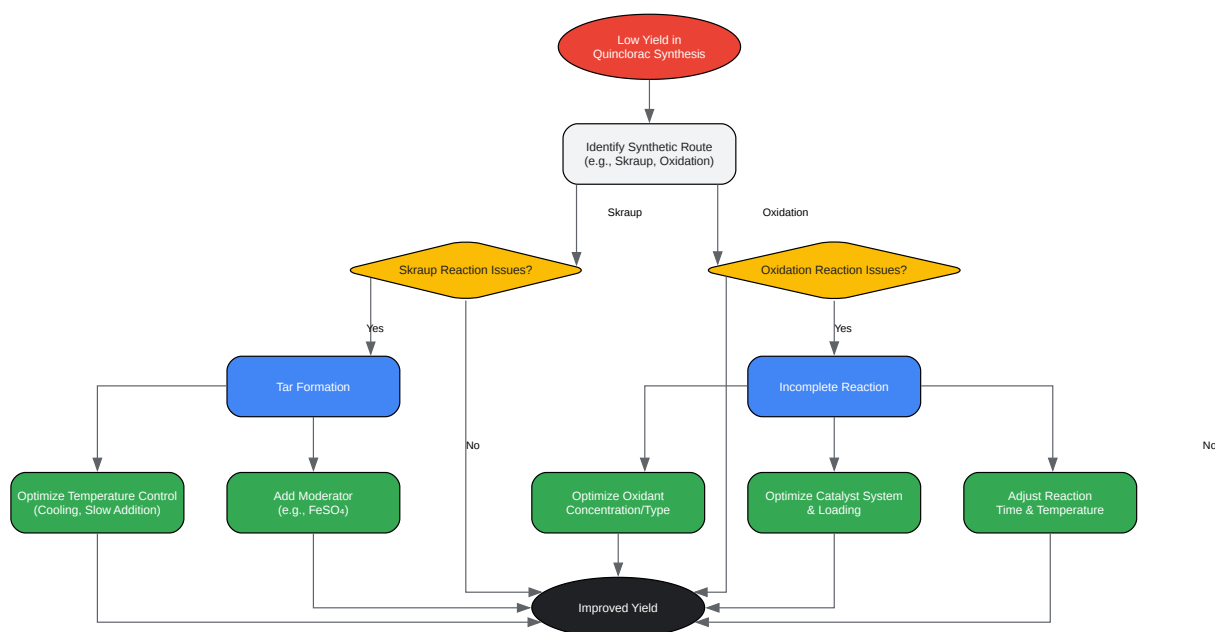 Low Yield in
Quinclorac Synthesis
Identify Synthetic Route
(e.g., Skraup, Oxidation)
Skraup
Oxidation
Skraup Reaction Issues?
Oxidation Reaction Issues?
Yes
Yes
Tar Formation
Incomplete Reaction
No
No
Optimize Temperature Control
(Cooling, Slow Addition)
Add Moderator
(e.g., FeSO₄)
Optimize Oxidant
Concentration/Type
Optimize Catalyst System
& Loading
Adjust Reaction
Time & Temperature
Improved Yield